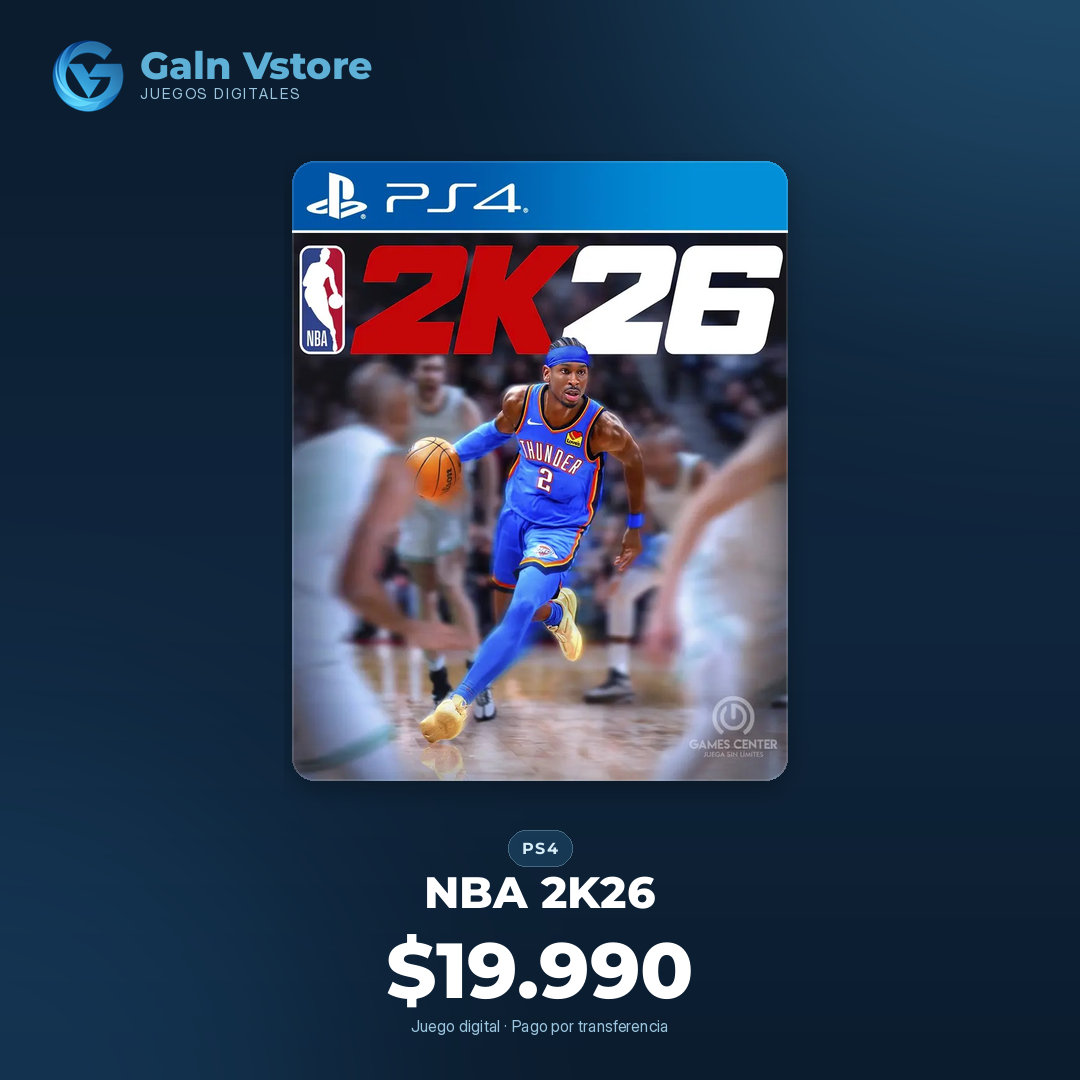 Galn Vstore
JUEGOS DIGITALES
PS4
NBA
2K26
THUNDER
2
GAMES CENTER
JUEGA SIN LIMITES
PS4
NBA 2K26
$19.990
Juego digital · Pago por transferencia